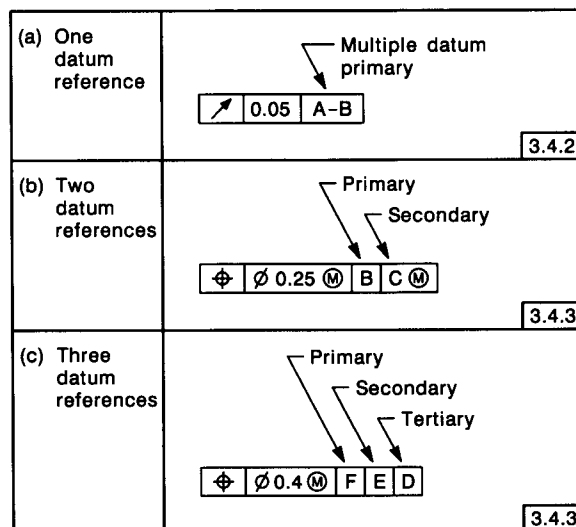 (a) One
datum
reference
Multiple datum
primary
↗ 0.05 A-B
3.4.2
(b) Two
datum
references
Primary
Secondary
⌖ Ø 0.25 Ⓜ B C Ⓜ
3.4.3
(c) Three
datum
references
Primary
Secondary
Tertiary
⌖ Ø 0.4 Ⓜ F E D
3.4.3